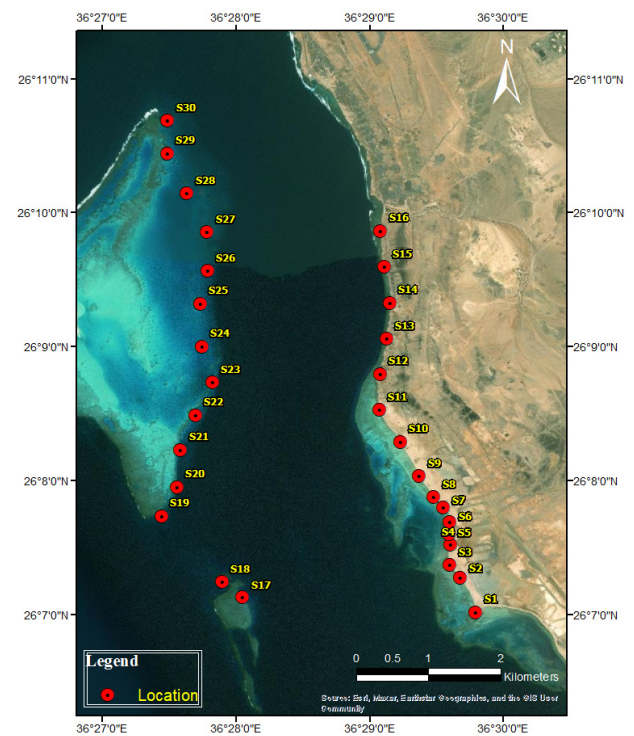 36°27'0"E 36°28'0"E 36°29'0"E 36°30'0"E
N
26°11'0"N 26°11'0"N
S30
S29
S28
26°10'0"N 26°10'0"N
S27
S16
S26
S15
S25
S14
S24
S13
26°9'0"N 26°9'0"N
S23
S12
S22
S11
S21
S10
26°8'0"N 26°8'0"N
S20
S9
S19
S8
S7
S6
S4 S5
S3
S18
S2
S17
S1
26°7'0"N 26°7'0"N
Legend
Location
0 0.5 1 2
Kilometers
Source: Esri, Maxar, Earthstar Geographics, and the GIS User
Community
36°27'0"E 36°28'0"E 36°29'0"E 36°30'0"E